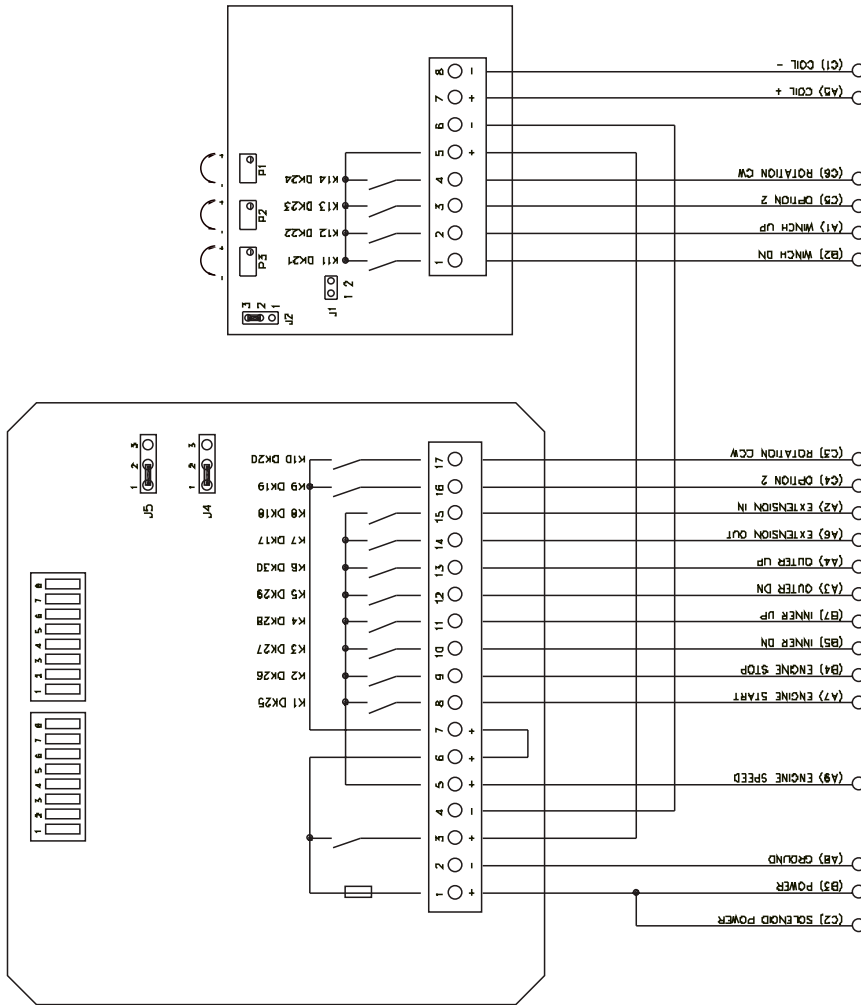 (C1) COIL -
(A5) COIL +
(C6) ROTATION CW
(C5) OPTION 2
(A1) WINCH UP
(B2) WINCH DN
8 -
7 +
6 -
5 +
4
3
2
1
K14 DK24
K13 DK23
K12 DK22
K11 DK21
P1
P2
P3
J1
1 2
J2
3 2 1
J5
1 2 3
J4
1 2 3
K10 DK20
K9 DK19
K8 DK18
K7 DK17
K6 DK30
K5 DK29
K4 DK28
K3 DK27
K2 DK26
K1 DK25
17
16
15
14
13
12
11
10
9
8
7 +
6 +
5 +
4 -
3 +
2 -
1 +
(C3) ROTATION CCW
(C4) OPTION 2
(A2) EXTENSION IN
(A6) EXTENSION OUT
(A4) OUTER UP
(A3) OUTER DN
(B7) INNER UP
(B5) INNER DN
(B4) ENGINE STOP
(A7) ENGINE START
(A9) ENGINE SPEED
(A8) GROUND
(B3) POWER
(C2) SOLENOID POWER
1 2 3 4 5 6 7 8
1 2 3 4 5 6 7 8